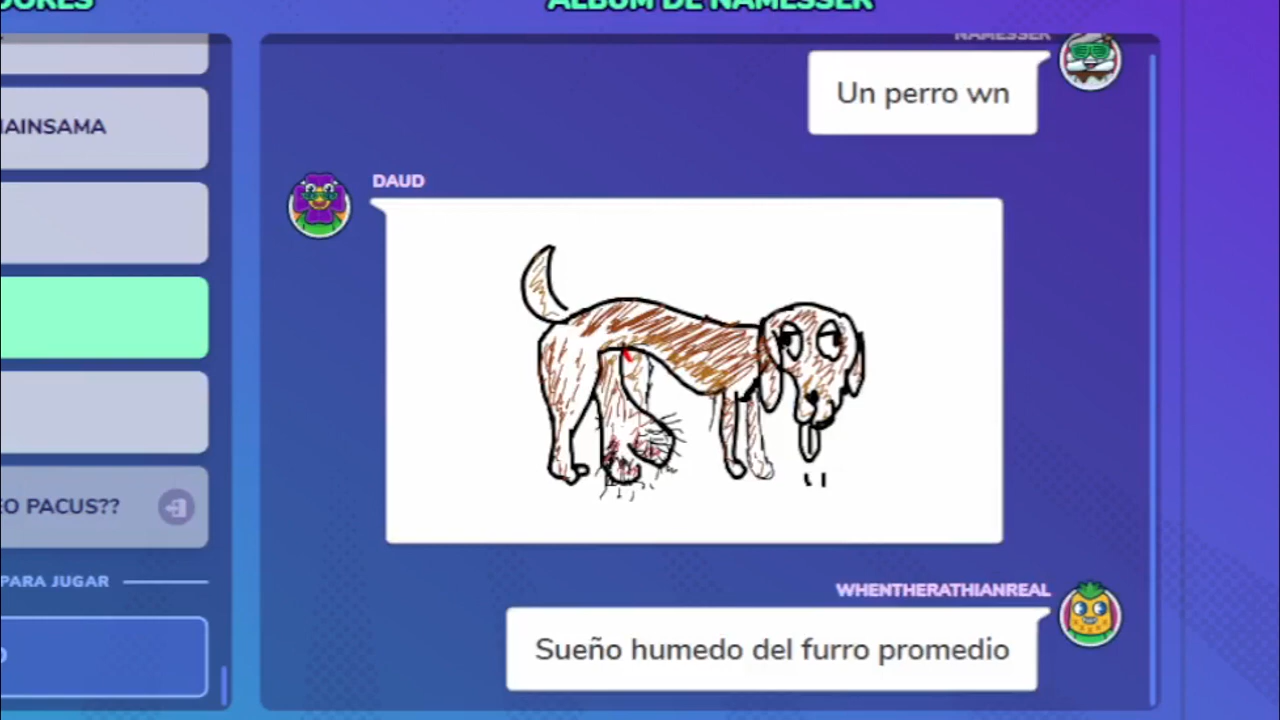 ÁLBUM DE NAMESSER
NAMESSER
Un perro wn
AINSAMA
DAUD
O PACUS??
PARA JUGAR
WHENTHERATHIANREAL
Sueño humedo del furro promedio